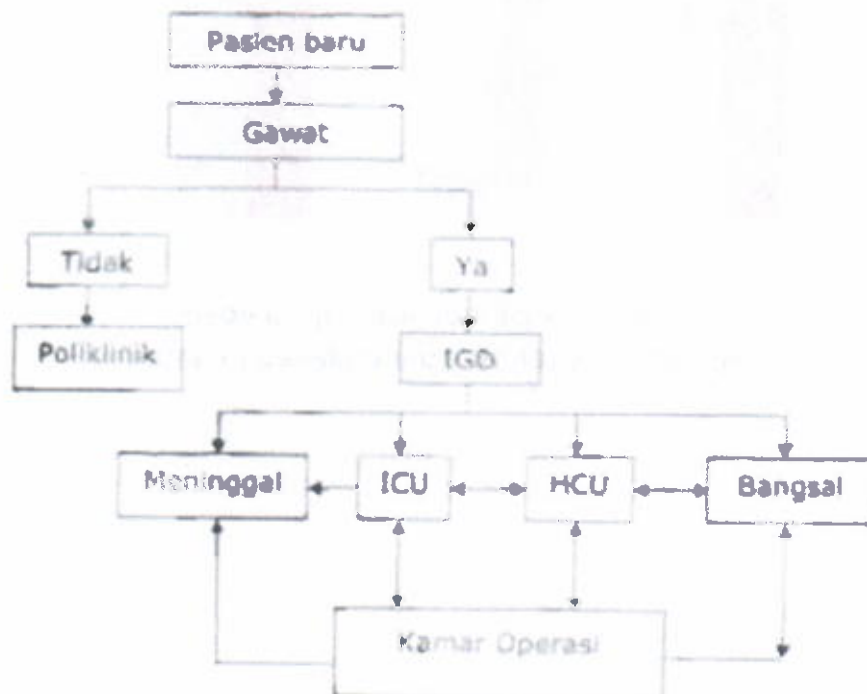 Pasien baru
Gawat
Tidak
Ya
Poliklinik
IGD
Meninggal
ICU
HCU
Bangsal
Kamar Operasi